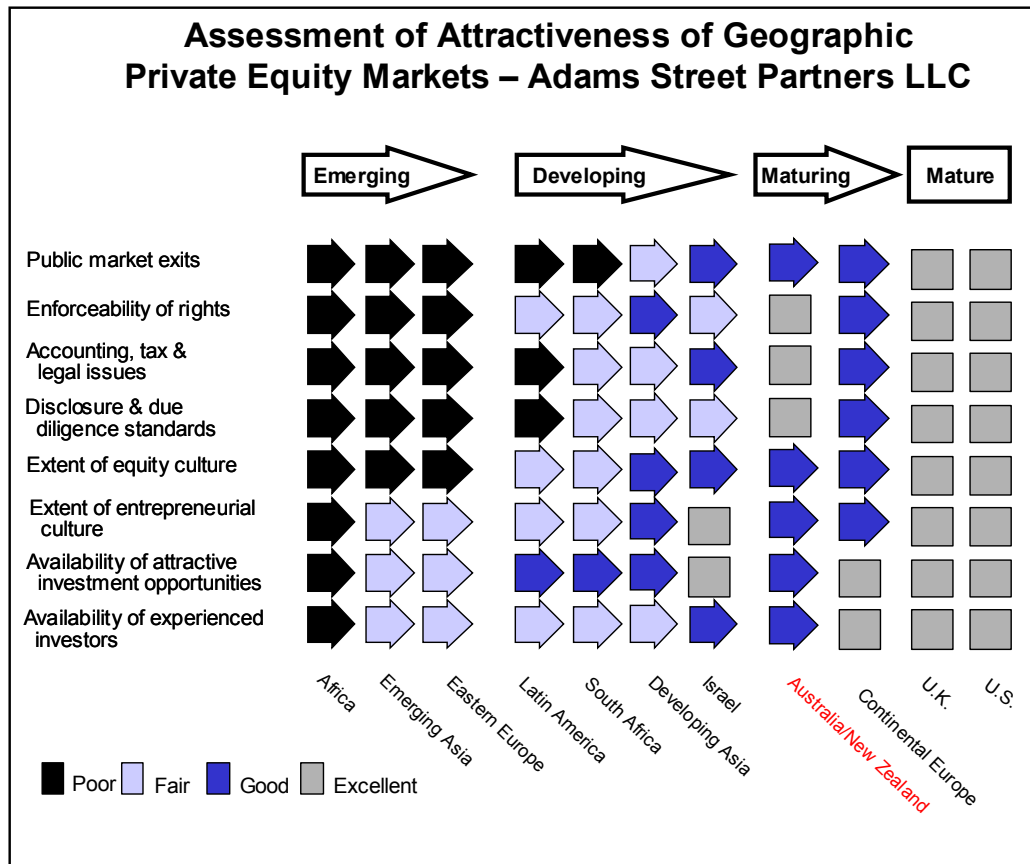 Assessment of Attractiveness of Geographic
Private Equity Markets – Adams Street Partners LLC
Emerging
Developing
Maturing
Mature
Public market exits
Enforceability of rights
Accounting, tax &
legal issues
Disclosure & due
diligence standards
Extent of equity culture
Extent of entrepreneurial
culture
Availability of attractive
investment opportunities
Availability of experienced
investors
Africa
Emerging Asia
Eastern Europe
Latin America
South Africa
Developing Asia
Israel
Australia/New Zealand
Continental Europe
U.K.
U.S.
Poor
Fair
Good
Excellent